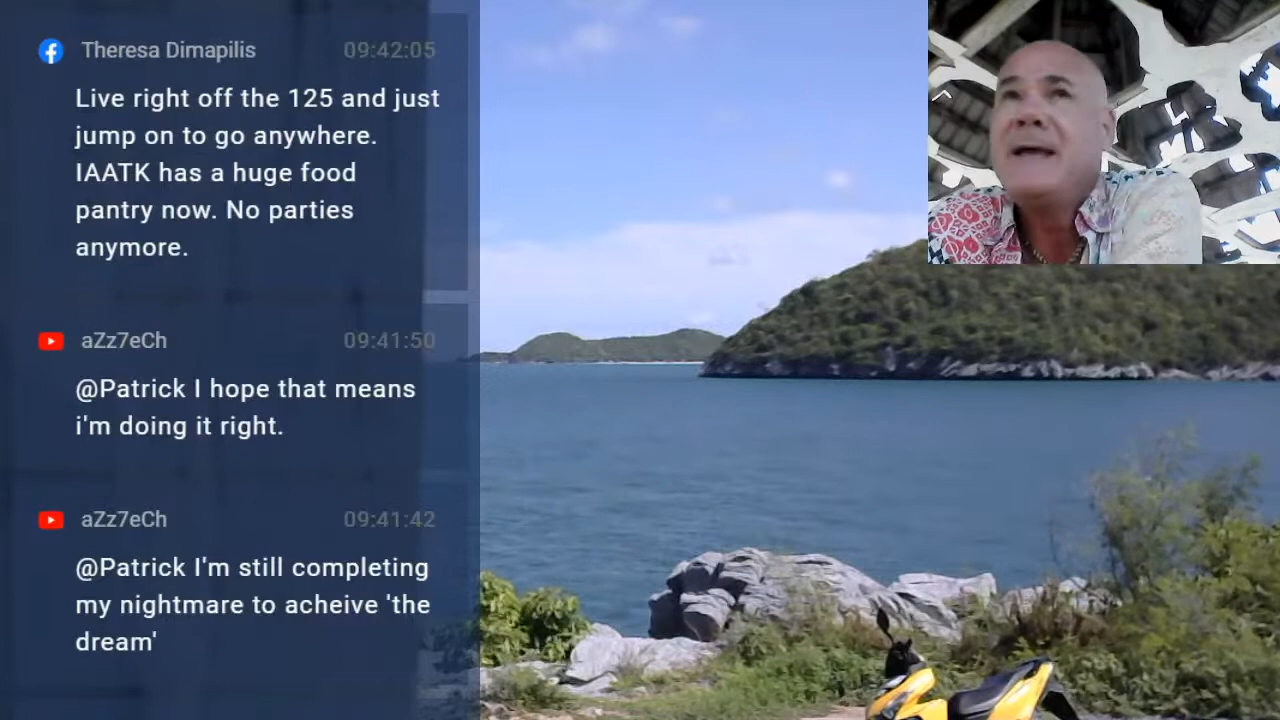 Theresa Dimapilis 09:42:05
Live right off the 125 and just
jump on to go anywhere.
IAATK has a huge food
pantry now. No parties
anymore.
aZz7eCh 09:41:50
@Patrick I hope that means
i'm doing it right.
aZz7eCh 09:41:42
@Patrick I'm still completing
my nightmare to acheive 'the
dream'